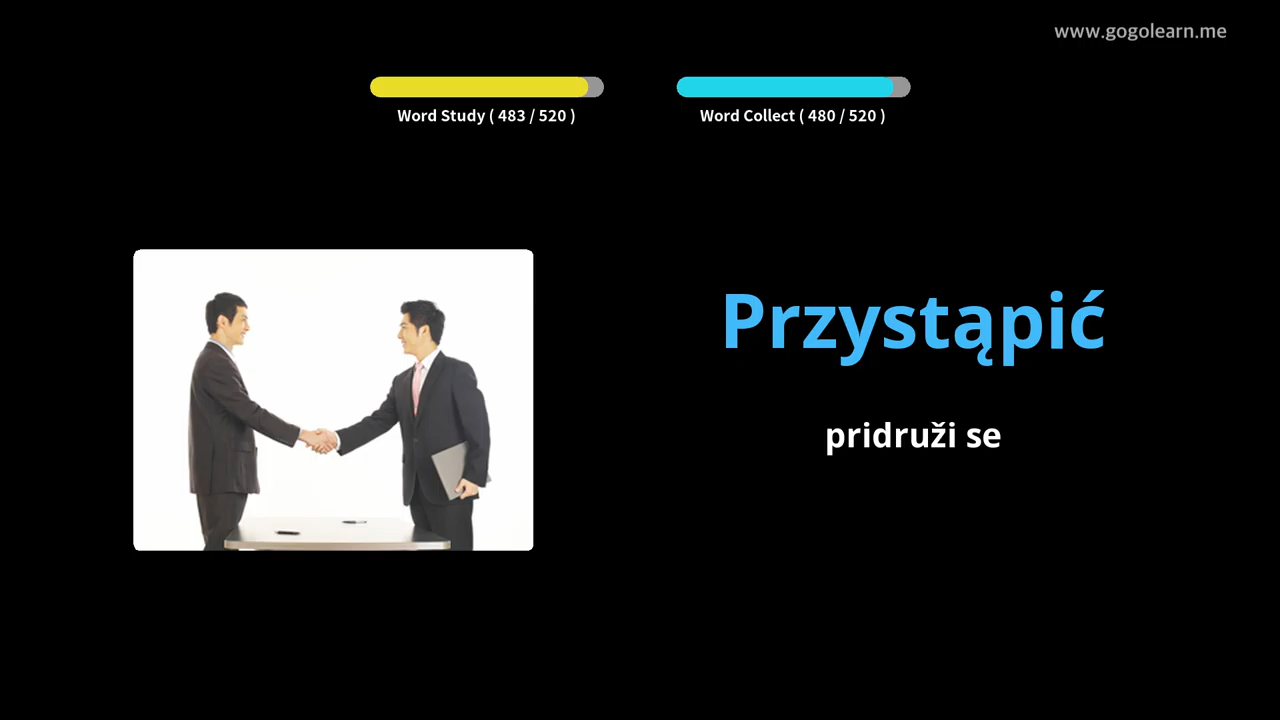 www.gogolearn.me
Word Study ( 483 / 520 )
Word Collect ( 480 / 520 )
Przystąpić
pridruži se